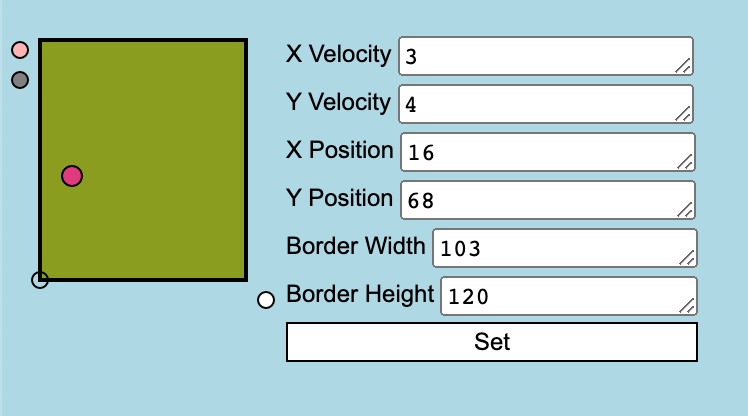 X Velocity 3
Y Velocity 4
X Position 16
Y Position 68
Border Width 103
Border Height 120
Set